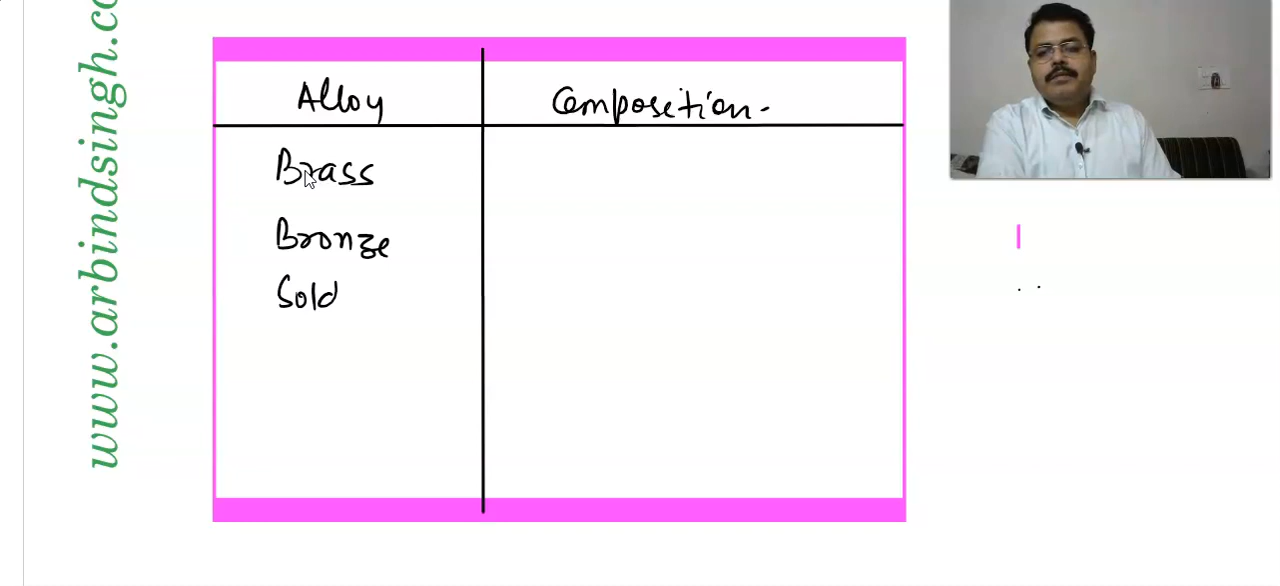 www.arbindsingh.co
Alloy
Composition.
Brass
Bronze
Sold